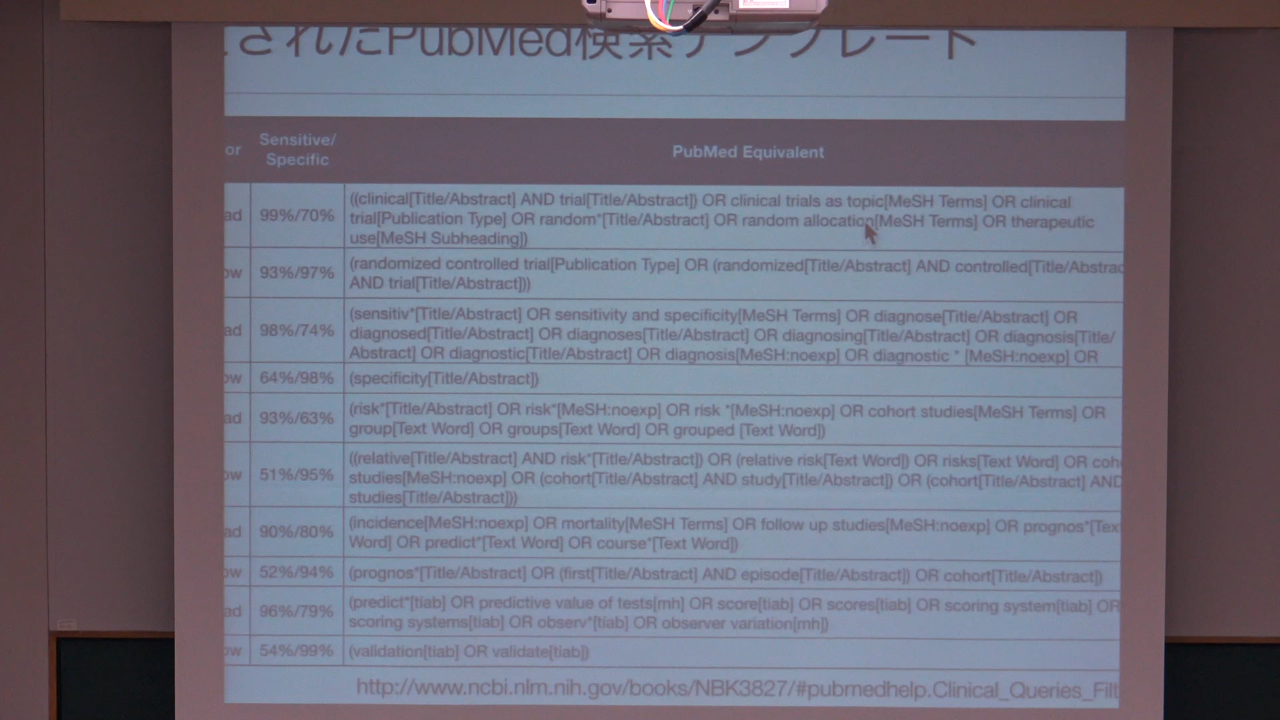 されたPubMed検索テンプレート
or
Sensitive/
Specific
PubMed Equivalent
ad
99%/70%
((clinical[Title/Abstract] AND trial[Title/Abstract]) OR clinical trials as topic[MeSH Terms] OR clinical
trial[Publication Type] OR random*[Title/Abstract] OR random allocation[MeSH Terms] OR therapeutic
use[MeSH Subheading])
ow
93%/97%
(randomized controlled trial[Publication Type] OR (randomized[Title/Abstract] AND controlled[Title/Abstrac
AND trial[Title/Abstract]))
ad
98%/74%
(sensitiv*[Title/Abstract] OR sensitivity and specificity[MeSH Terms] OR diagnose[Title/Abstract] OR
diagnosed[Title/Abstract] OR diagnoses[Title/Abstract] OR diagnosing[Title/Abstract] OR diagnosis[Title/
Abstract] OR diagnostic[Title/Abstract] OR diagnosis[MeSH:noexp] OR diagnostic * [MeSH:noexp] OR
ow
64%/98%
(specificity[Title/Abstract])
ad
93%/63%
(risk*[Title/Abstract] OR risk*[MeSH:noexp] OR risk *[MeSH:noexp] OR cohort studies[MeSH Terms] OR
group[Text Word] OR groups[Text Word] OR grouped [Text Word])
ow
51%/95%
((relative[Title/Abstract] AND risk*[Title/Abstract]) OR (relative risk[Text Word]) OR risks[Text Word] OR coh
studies[MeSH:noexp] OR (cohort[Title/Abstract] AND study[Title/Abstract]) OR (cohort[Title/Abstract] AND
studies[Title/Abstract]))
ad
90%/80%
(incidence[MeSH:noexp] OR mortality[MeSH Terms] OR follow up studies[MeSH:noexp] OR prognos*[Tex
Word] OR predict*[Text Word] OR course*[Text Word])
ow
52%/94%
(prognos*[Title/Abstract] OR (first[Title/Abstract] AND episode[Title/Abstract]) OR cohort[Title/Abstract])
ad
96%/79%
(predict*[tiab] OR predictive value of tests[mh] OR score[tiab] OR scores[tiab] OR scoring system[tiab] OR
scoring systems[tiab] OR observ*[tiab] OR observer variation[mh])
ow
54%/99%
(validation[tiab] OR validate[tiab])
http://www.ncbi.nlm.nih.gov/books/NBK3827/#pubmedhelp.Clinical_Queries_Filt